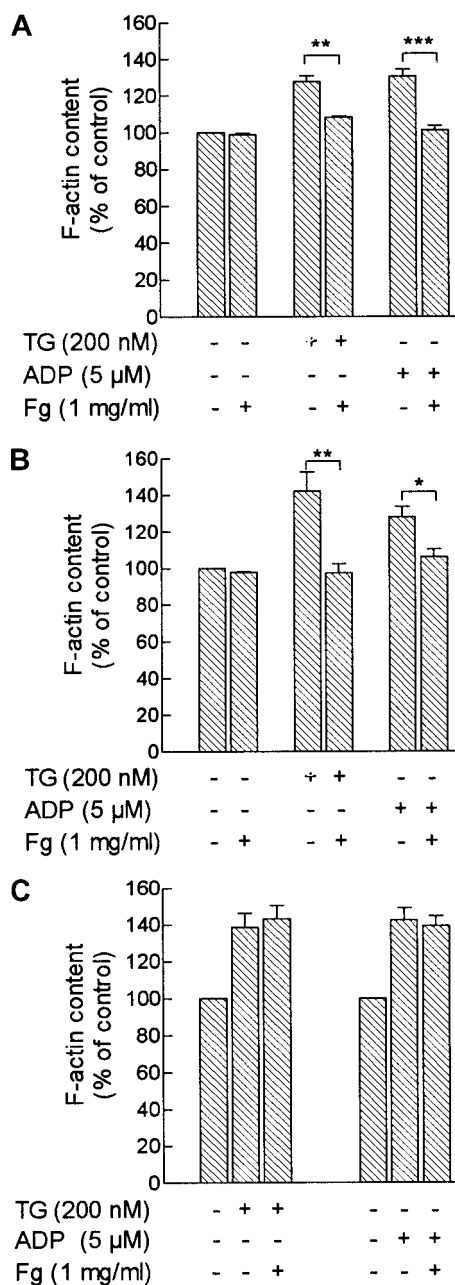 A
F-actin content
(% of control)
160
140
120
100
80
60
40
20
0
** ***
TG (200 nM) - - + + - -
ADP (5 µM) - - - - + +
Fg (1 mg/ml) - + - + - +
B
F-actin content
(% of control)
160
140
120
100
80
60
40
20
0
** *
TG (200 nM) - - + + - -
ADP (5 µM) - - - - + +
Fg (1 mg/ml) - + - + - +
C
F-actin content
(% of control)
160
140
120
100
80
60
40
20
0
TG (200 nM) - + + - - -
ADP (5 µM) - - - - + +
Fg (1 mg/ml) - - + - - +